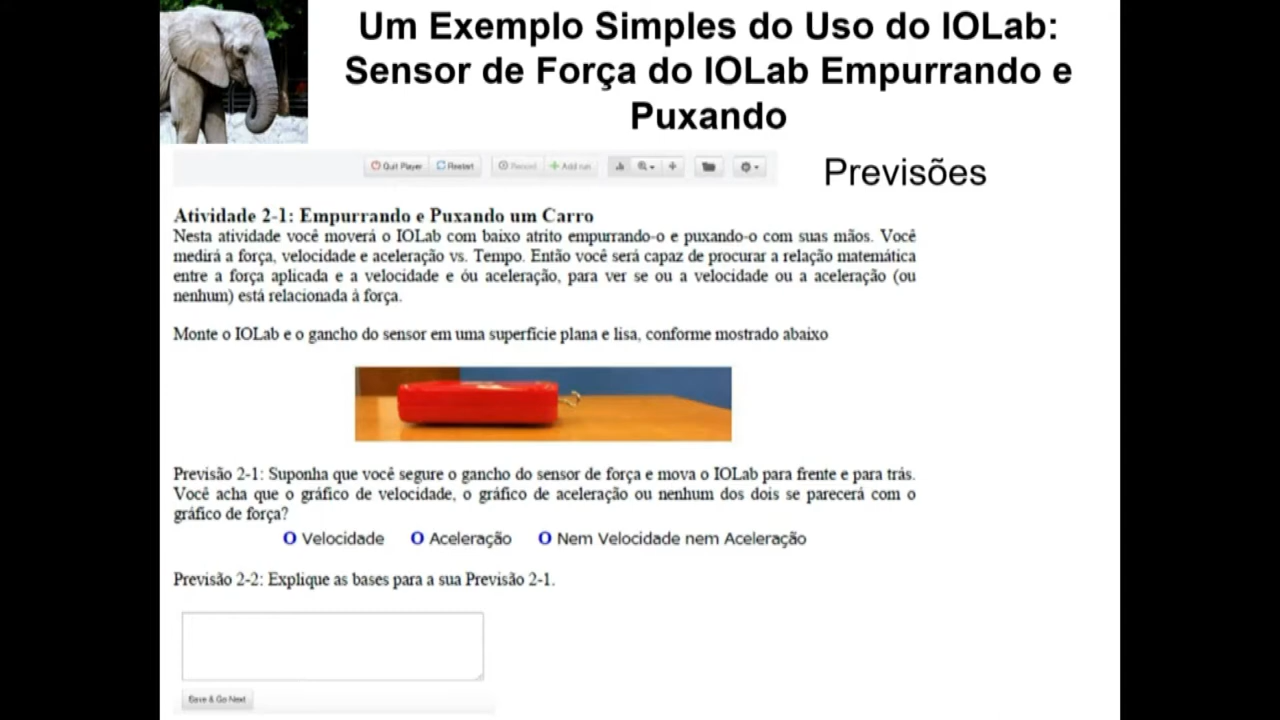 Um Exemplo Simples do Uso do IOLab:
Sensor de Força do IOLab Empurrando e
Puxando
Quit Player Restart Record Add run
Previsões
Atividade 2-1: Empurrando e Puxando um Carro
Nesta atividade você moverá o IOLab com baixo atrito empurrando-o e puxando-o com suas mãos. Você
medirá a força, velocidade e aceleração vs. Tempo. Então você será capaz de procurar a relação matemática
entre a força aplicada e a velocidade e óu aceleração, para ver se ou a velocidade ou a aceleração (ou
nenhum) está relacionada à força.
Monte o IOLab e o gancho do sensor em uma superfície plana e lisa, conforme mostrado abaixo
Previsão 2-1: Suponha que você segure o gancho do sensor de força e mova o IOLab para frente e para trás.
Você acha que o gráfico de velocidade, o gráfico de aceleração ou nenhum dos dois se parecerá com o
gráfico de força?
O Velocidade O Aceleração O Nem Velocidade nem Aceleração
Previsão 2-2: Explique as bases para a sua Previsão 2-1.
Save & Go Next